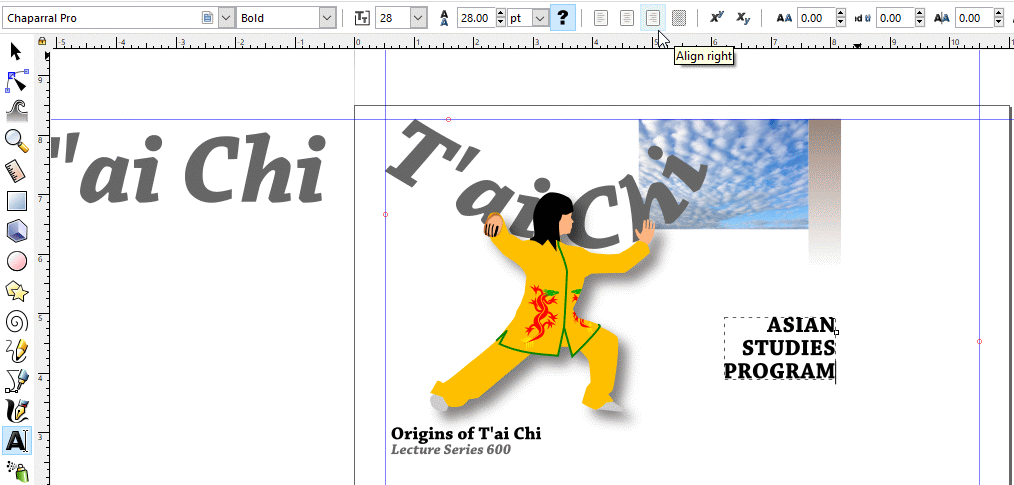 Chaparral Pro Bold 28 28.00 pt ? 0.00 0.00 0.00
Align right
"ai Chi
T'ai Chi
ASIAN
STUDIES
PROGRAM
Origins of T'ai Chi
Lecture Series 600